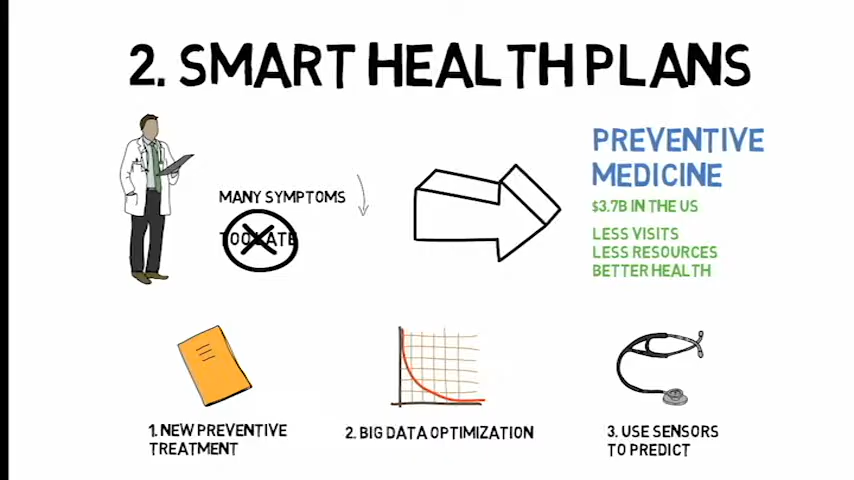 2. SMART HEALTH PLANS
MANY SYMPTOMS
TOO LATE
PREVENTIVE
MEDICINE
$3.7B IN THE US
LESS VISITS
LESS RESOURCES
BETTER HEALTH
1. NEW PREVENTIVE
TREATMENT
2. BIG DATA OPTIMIZATION
3. USE SENSORS
TO PREDICT